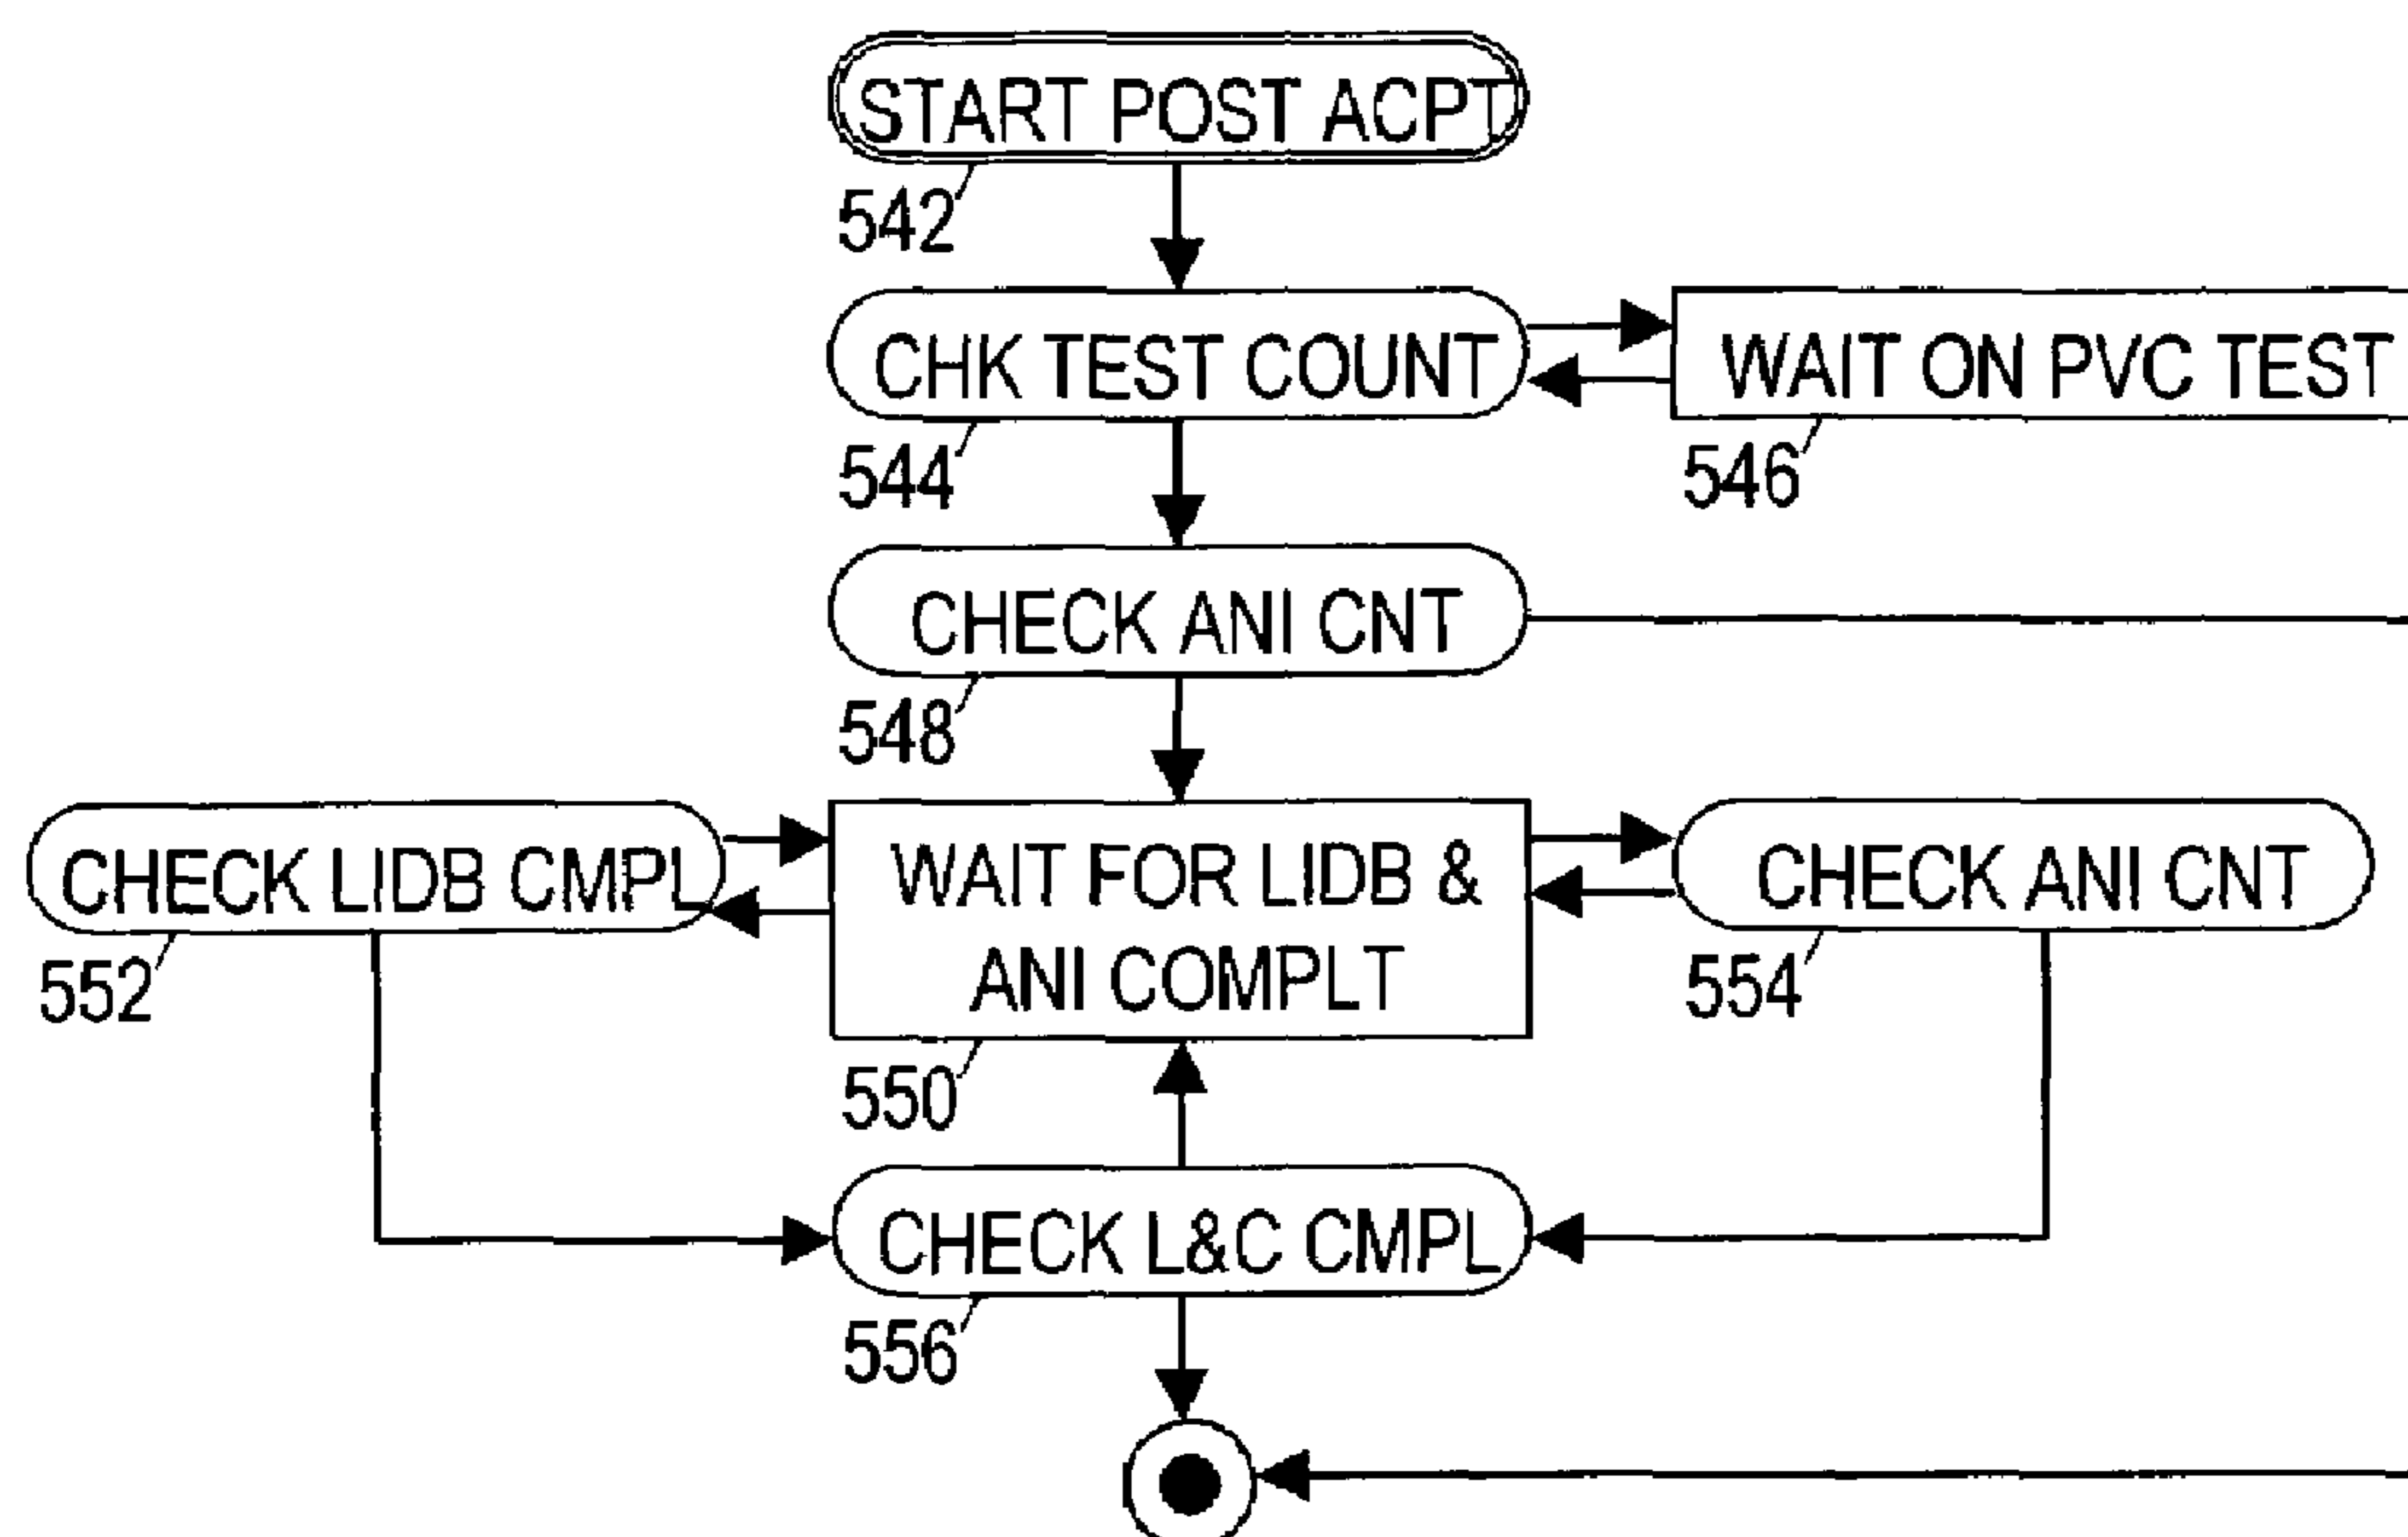 START POST ACPT
542
CHK TEST COUNT
544
WAIT ON PVC TEST
546
CHECK ANI CNT
548
CHECK LIDB CMPL
552
WAIT FOR LIDB &
ANI COMPLT
550
CHECK ANI CNT
554
CHECK L&C CMPL
556